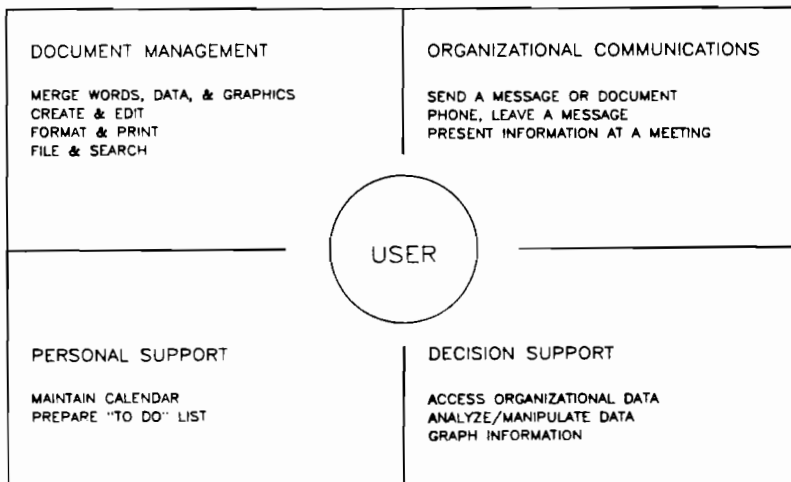 DOCUMENT MANAGEMENT
MERGE WORDS, DATA, & GRAPHICS
CREATE & EDIT
FORMAT & PRINT
FILE & SEARCH
ORGANIZATIONAL COMMUNICATIONS
SEND A MESSAGE OR DOCUMENT
PHONE, LEAVE A MESSAGE
PRESENT INFORMATION AT A MEETING
USER
PERSONAL SUPPORT
MAINTAIN CALENDAR
PREPARE "TO DO" LIST
DECISION SUPPORT
ACCESS ORGANIZATIONAL DATA
ANALYZE/MANIPULATE DATA
GRAPH INFORMATION